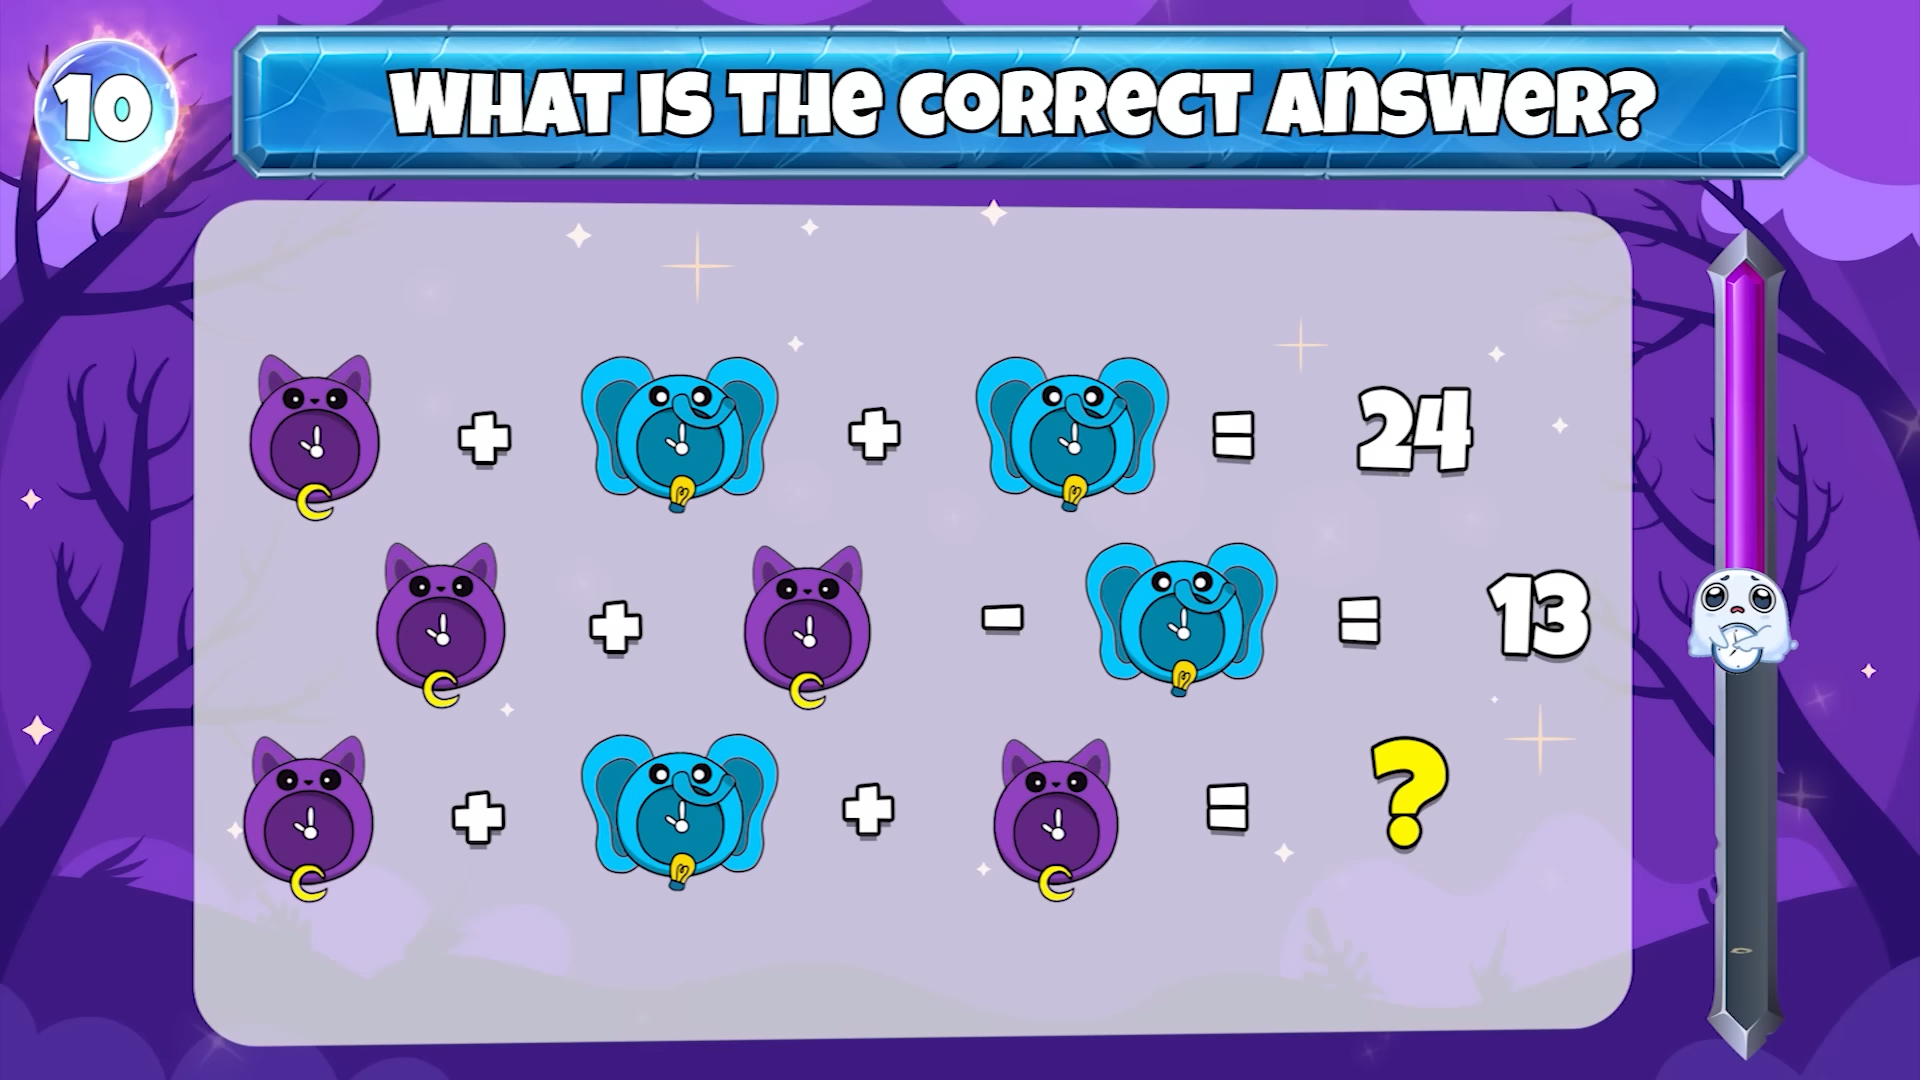 10
WHAT IS THE CORRECT ANSWER?
+ + = 24
+ - = 13
+ + = ?